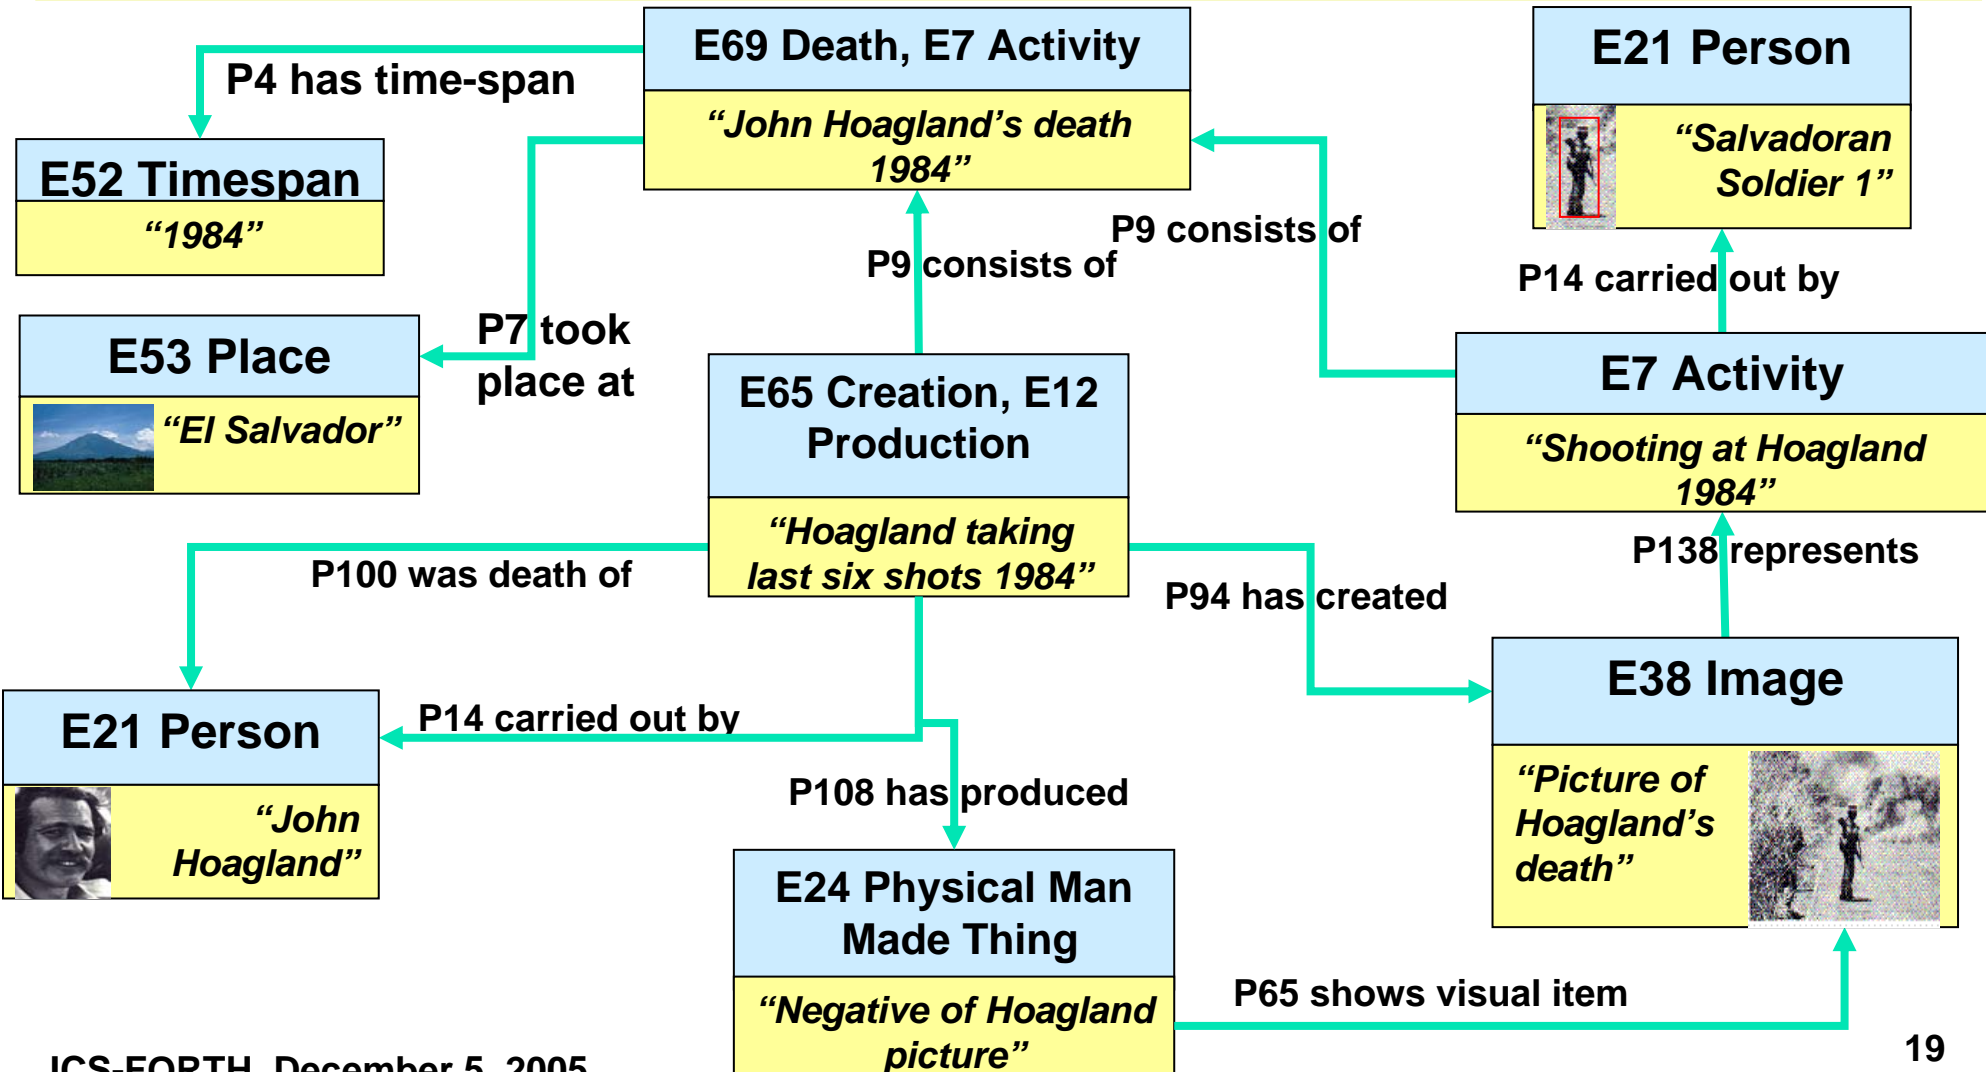 E69 Death, E7 Activity
“John Hoagland’s death
1984”
E21 Person
“Salvadoran
Soldier 1”
P4 has time-span
E52 Timespan
“1984”
P9 consists of
P9 consists of
P14 carried out by
E53 Place
“El Salvador”
P7 took
place at
E65 Creation, E12
Production
“Hoagland taking
last six shots 1984”
E7 Activity
“Shooting at Hoagland
1984”
P100 was death of
P94 has created
P138 represents
E21 Person
“John
Hoagland”
P14 carried out by
P108 has produced
E38 Image
“Picture of
Hoagland’s
death”
E24 Physical Man
Made Thing
“Negative of Hoagland
picture”
P65 shows visual item
ICS-FORTH December 5, 2005
19